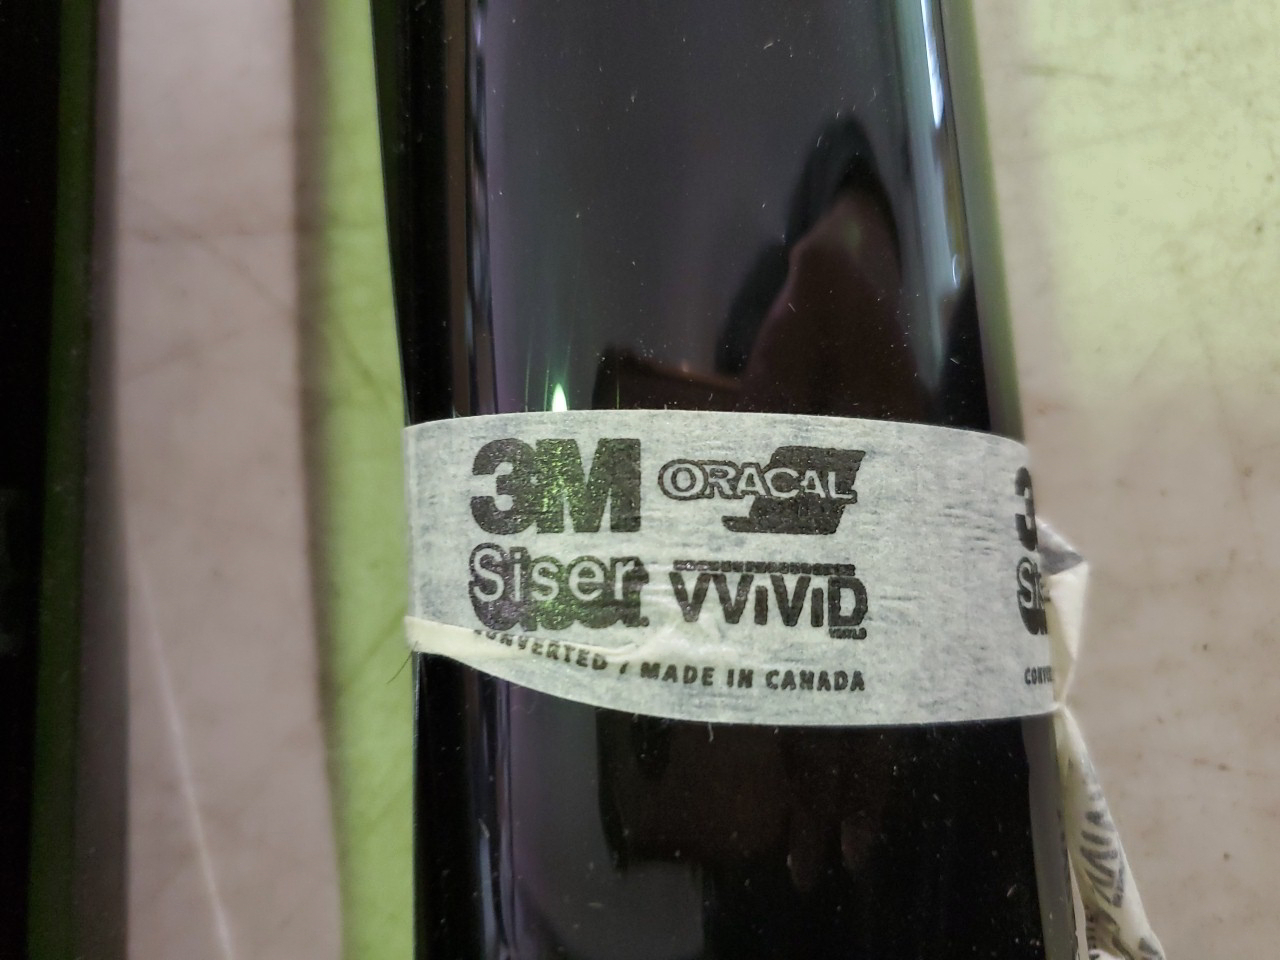 3M ORACAL
Siser VViViD
CONVERTED / MADE IN CANADA